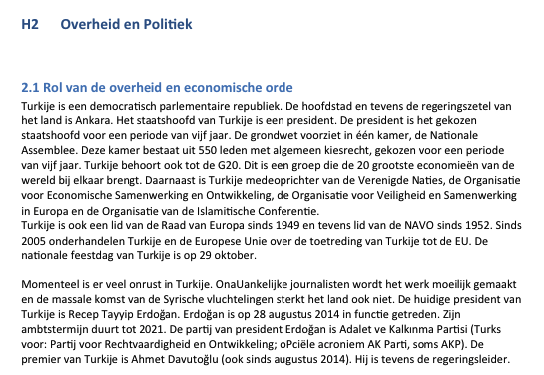 H2 Overheid en Politiek
2.1 Rol van de overheid en economische orde
Turkije is een democratisch parlementaire republiek. De hoofdstad en tevens de regeringszetel van
het land is Ankara. Het staatshoofd van Turkije is een president. De president is het gekozen
staatshoofd voor een periode van vijf jaar. De grondwet voorziet in één kamer, de Nationale
Assemblee. Deze kamer bestaat uit 550 leden met algemeen kiesrecht, gekozen voor een periode
van vijf jaar. Turkije behoort ook tot de G20. Dit is een groep die de 20 grootste economieën van de
wereld bij elkaar brengt. Daarnaast is Turkije medeoprichter van de Verenigde Naties, de Organisatie
voor Economische Samenwerking en Ontwikkeling, de Organisatie voor Veiligheid en Samenwerking
in Europa en de Organisatie van de Islamitische Conferentie.
Turkije is ook een lid van de Raad van Europa sinds 1949 en tevens lid van de NAVO sinds 1952. Sinds
2005 onderhandelen Turkije en de Europese Unie over de toetreding van Turkije tot de EU. De
nationale feestdag van Turkije is op 29 oktober.
Momenteel is er veel onrust in Turkije. OnaUankelijke journalisten wordt het werk moeilijk gemaakt
en de massale komst van de Syrische vluchtelingen sterkt het land ook niet. De huidige president van
Turkije is Recep Tayyip Erdoğan. Erdoğan is op 28 augustus 2014 in functie getreden. Zijn
ambtstermijn duurt tot 2021. De partij van president Erdoğan is Adalet ve Kalkınma Partisi (Turks
voor: Partij voor Rechtvaardigheid en Ontwikkeling; oPciële acroniem AK Parti, soms AKP). De
premier van Turkije is Ahmet Davutoğlu (ook sinds augustus 2014). Hij is tevens de regeringsleider.